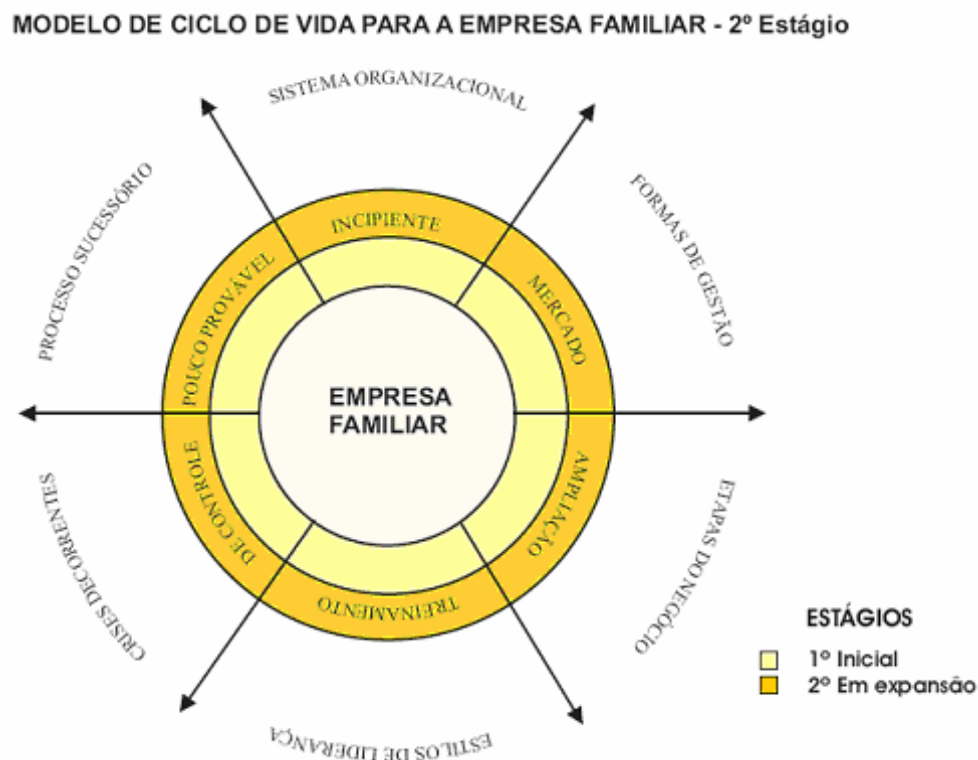 MODELO DE CICLO DE VIDA PARA A EMPRESA FAMILIAR - 2º Estágio
SISTEMA ORGANIZACIONAL
PROCESSO SUCESSÓRIO
FORMAS DE GESTÃO
INCIPIENTE
POUCO PROVÁVEL
MERCADO
EMPRESA
FAMILIAR
DE CONTROLE
AMPLIAÇÃO
TREINAMENTO
CRISES DECORRENTES
ETAPAS DO NEGÓCIO
ESTILOS DE LIDERANÇA
ESTÁGIOS
1º Inicial
2º Em expansão